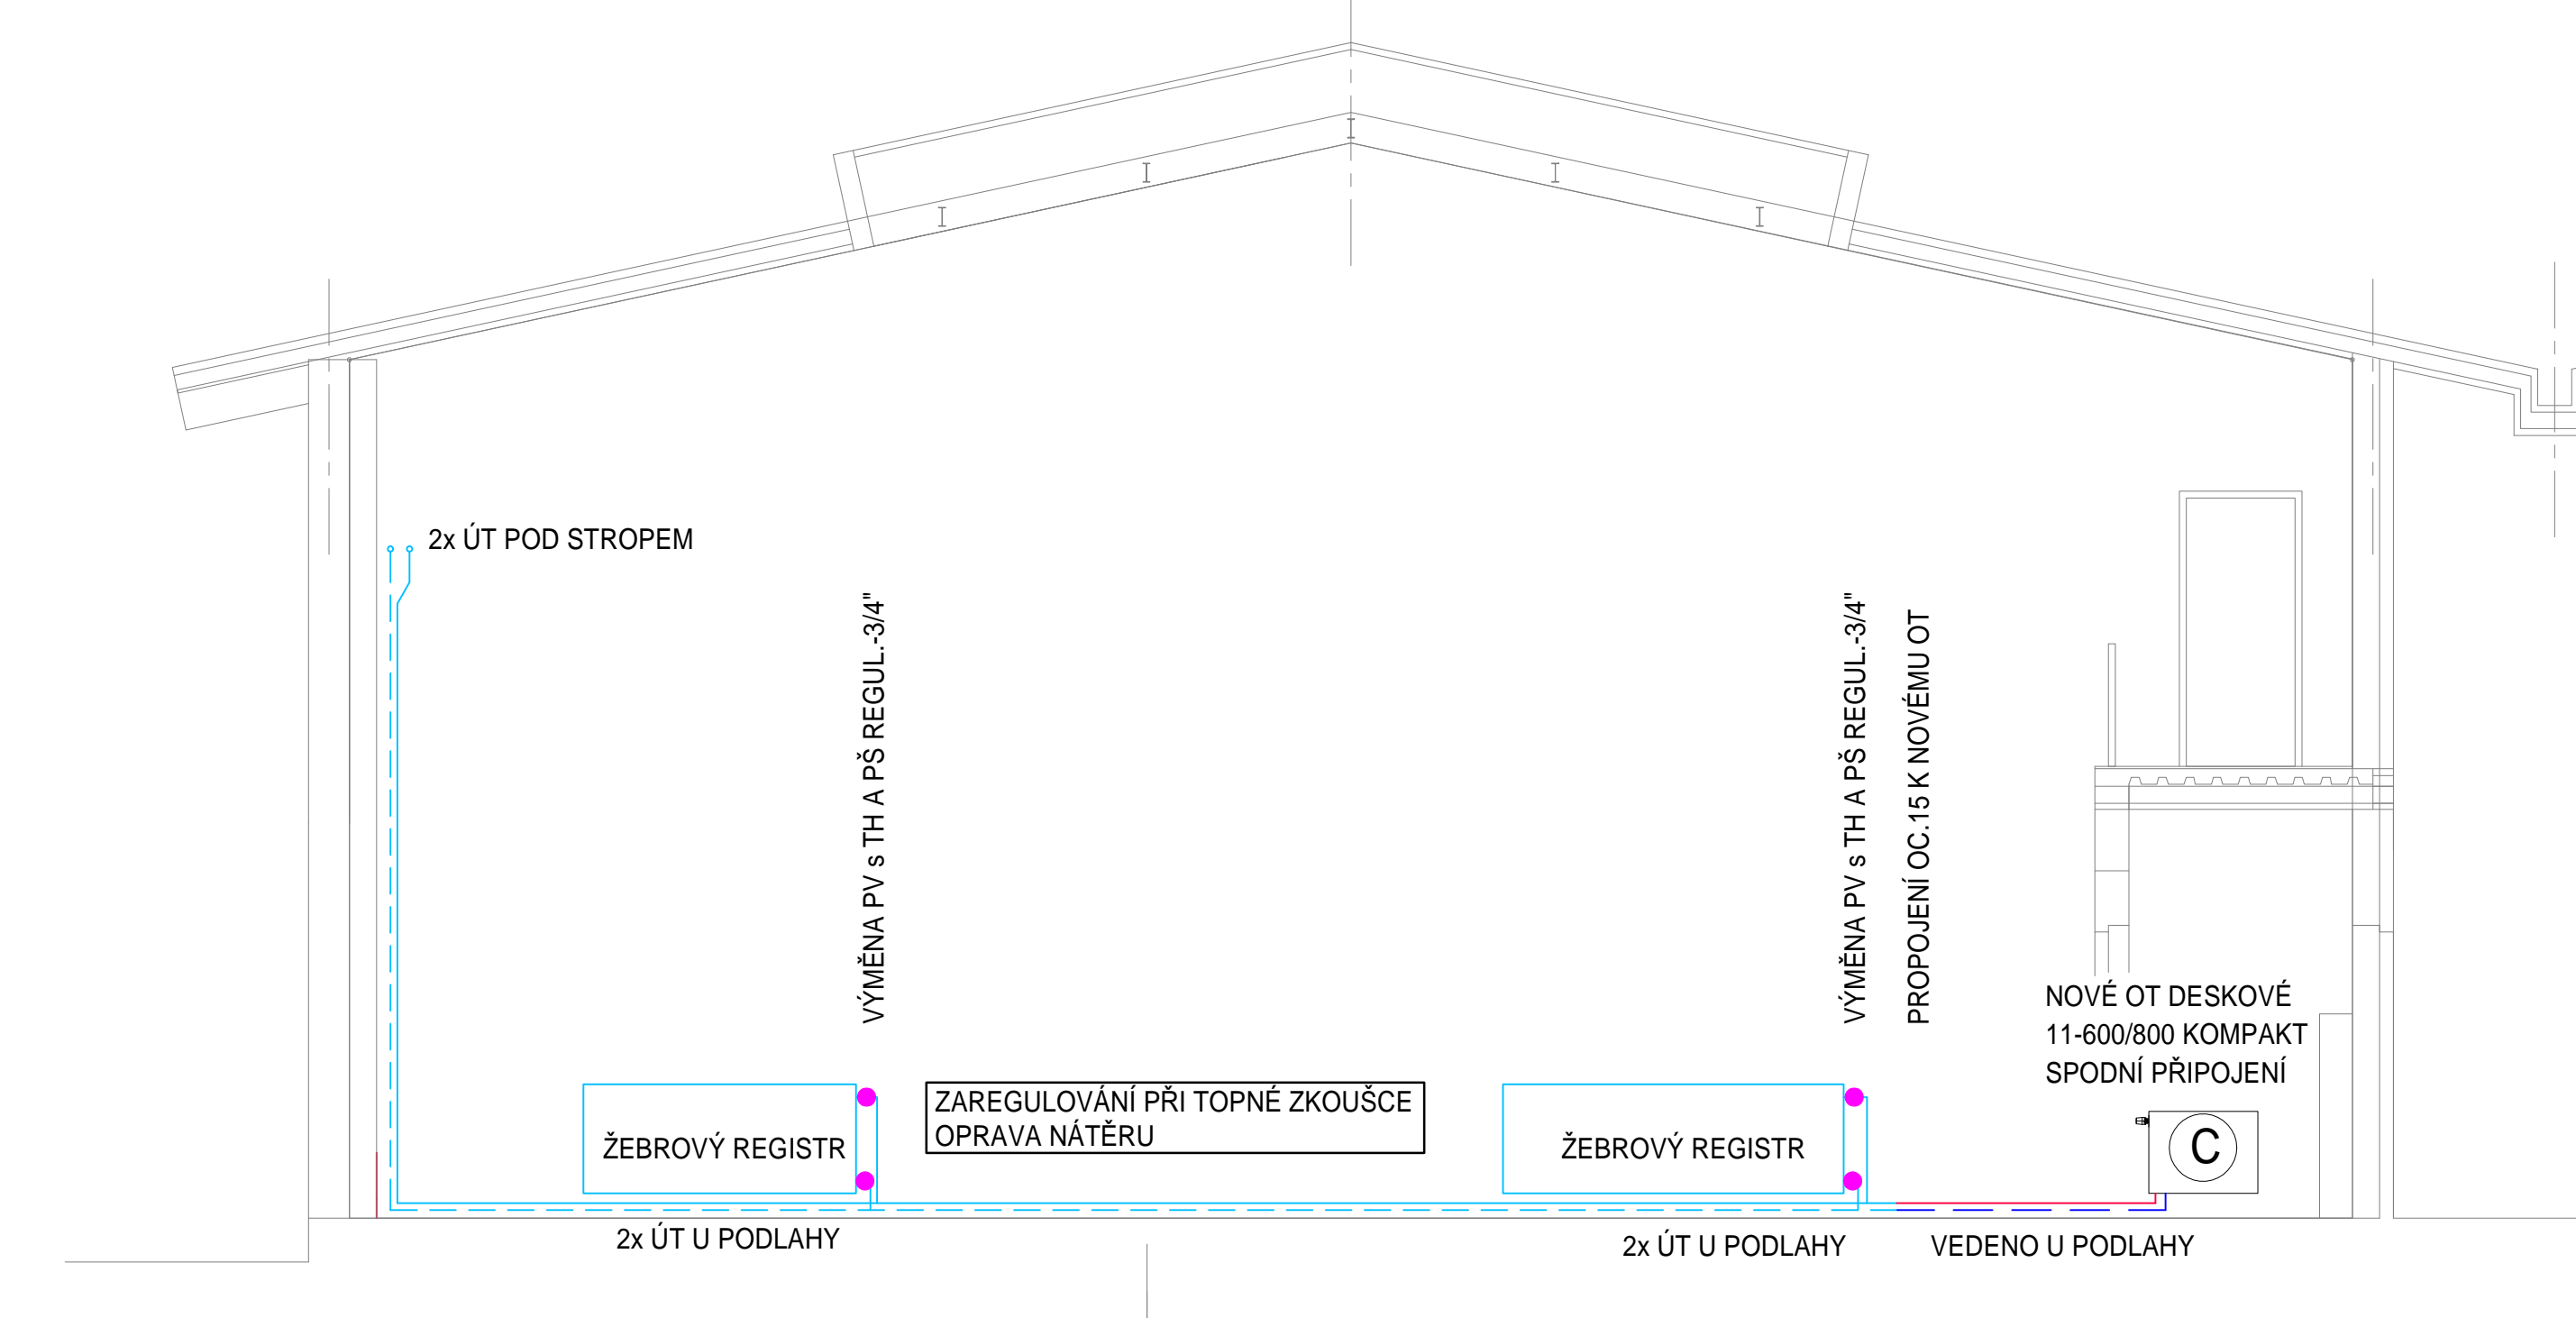 2x ÚT POD STROPEM
VÝMĚNA PV s TH A PŠ REGUL.-3/4"
VÝMĚNA PV s TH A PŠ REGUL.-3/4"
PROPOJENÍ OC.15 K NOVÉMU OT
NOVÉ OT DESKOVÉ
11-600/800 KOMPAKT
SPODNÍ PŘIPOJENÍ
ZAREGULOVÁNÍ PŘI TOPNÉ ZKOUŠCE
OPRAVA NÁTĚRU
ŽEBROVÝ REGISTR
ŽEBROVÝ REGISTR
C
2x ÚT U PODLAHY
2x ÚT U PODLAHY
VEDENO U PODLAHY